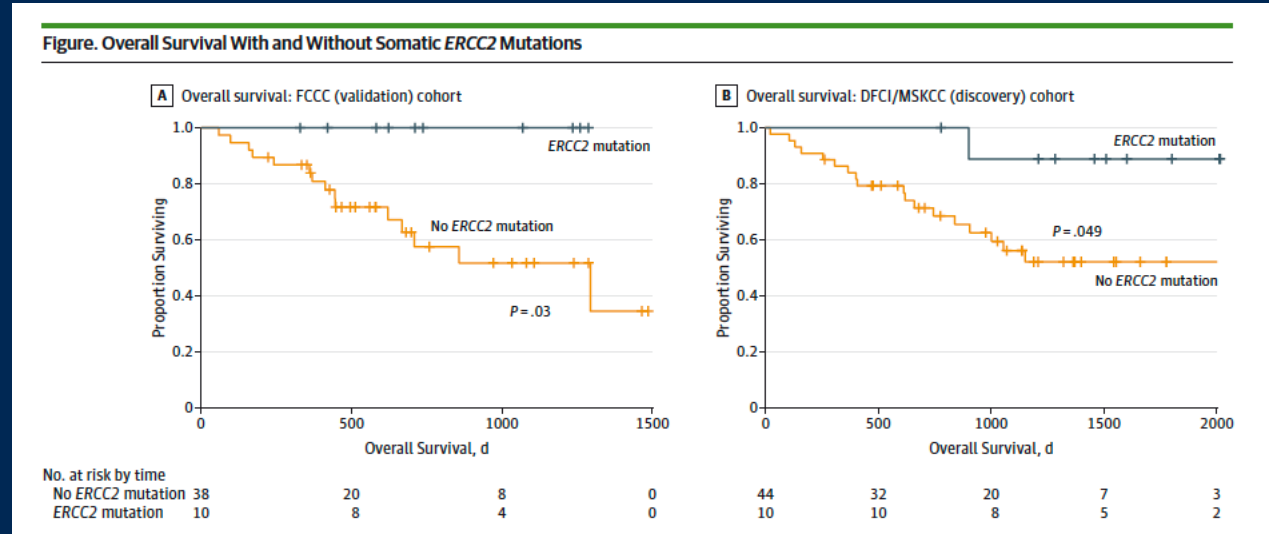 Figure. Overall Survival With and Without Somatic ERCC2 Mutations
A Overall survival: FCCC (validation) cohort
1.0
0.8
0.6
0.4
0.2
0
Proportion Surviving
ERCC2 mutation
No ERCC2 mutation
P = .03
0 500 1000 1500
Overall Survival, d
B Overall survival: DFCI/MSKCC (discovery) cohort
1.0
0.8
0.6
0.4
0.2
0
Proportion Surviving
ERCC2 mutation
P = .049
No ERCC2 mutation
0 500 1000 1500 2000
Overall Survival, d
No. at risk by time
No ERCC2 mutation 38 20 8 0 44 32 20 7 3
ERCC2 mutation 10 8 4 0 10 10 8 5 2